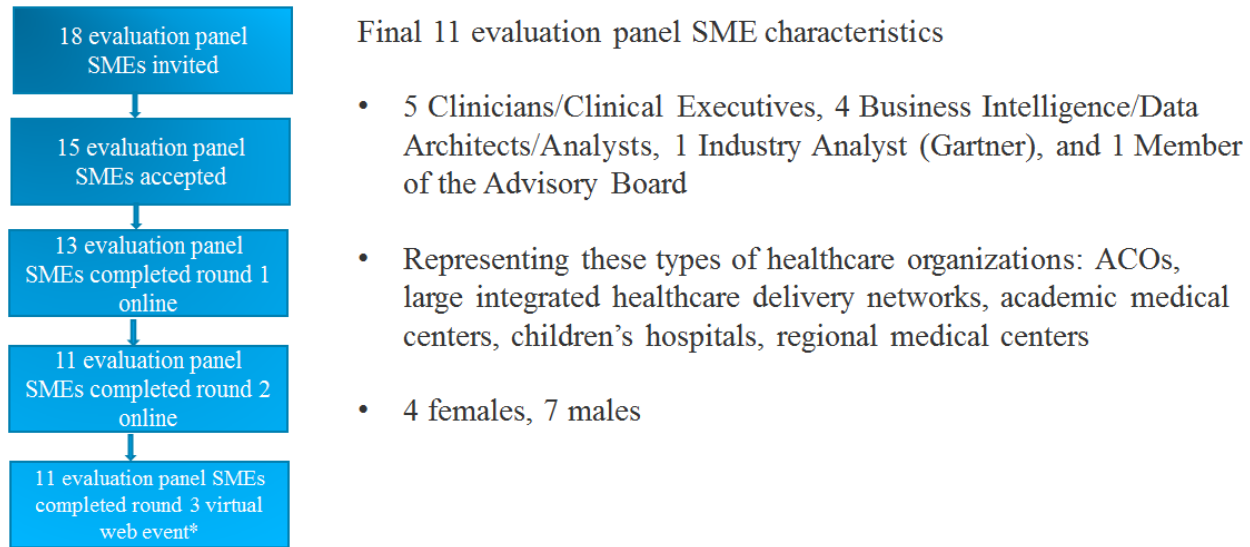 18 evaluation panel
SMEs invited
15 evaluation panel
SMEs accepted
13 evaluation panel
SMEs completed round 1
online
11 evaluation panel
SMEs completed round 2
online
11 evaluation panel SMEs
completed round 3 virtual
web event*
Final 11 evaluation panel SME characteristics
• 5 Clinicians/Clinical Executives, 4 Business Intelligence/Data
Architects/Analysts, 1 Industry Analyst (Gartner), and 1 Member
of the Advisory Board
• Representing these types of healthcare organizations: ACOs,
large integrated healthcare delivery networks, academic medical
centers, children’s hospitals, regional medical centers
• 4 females, 7 males